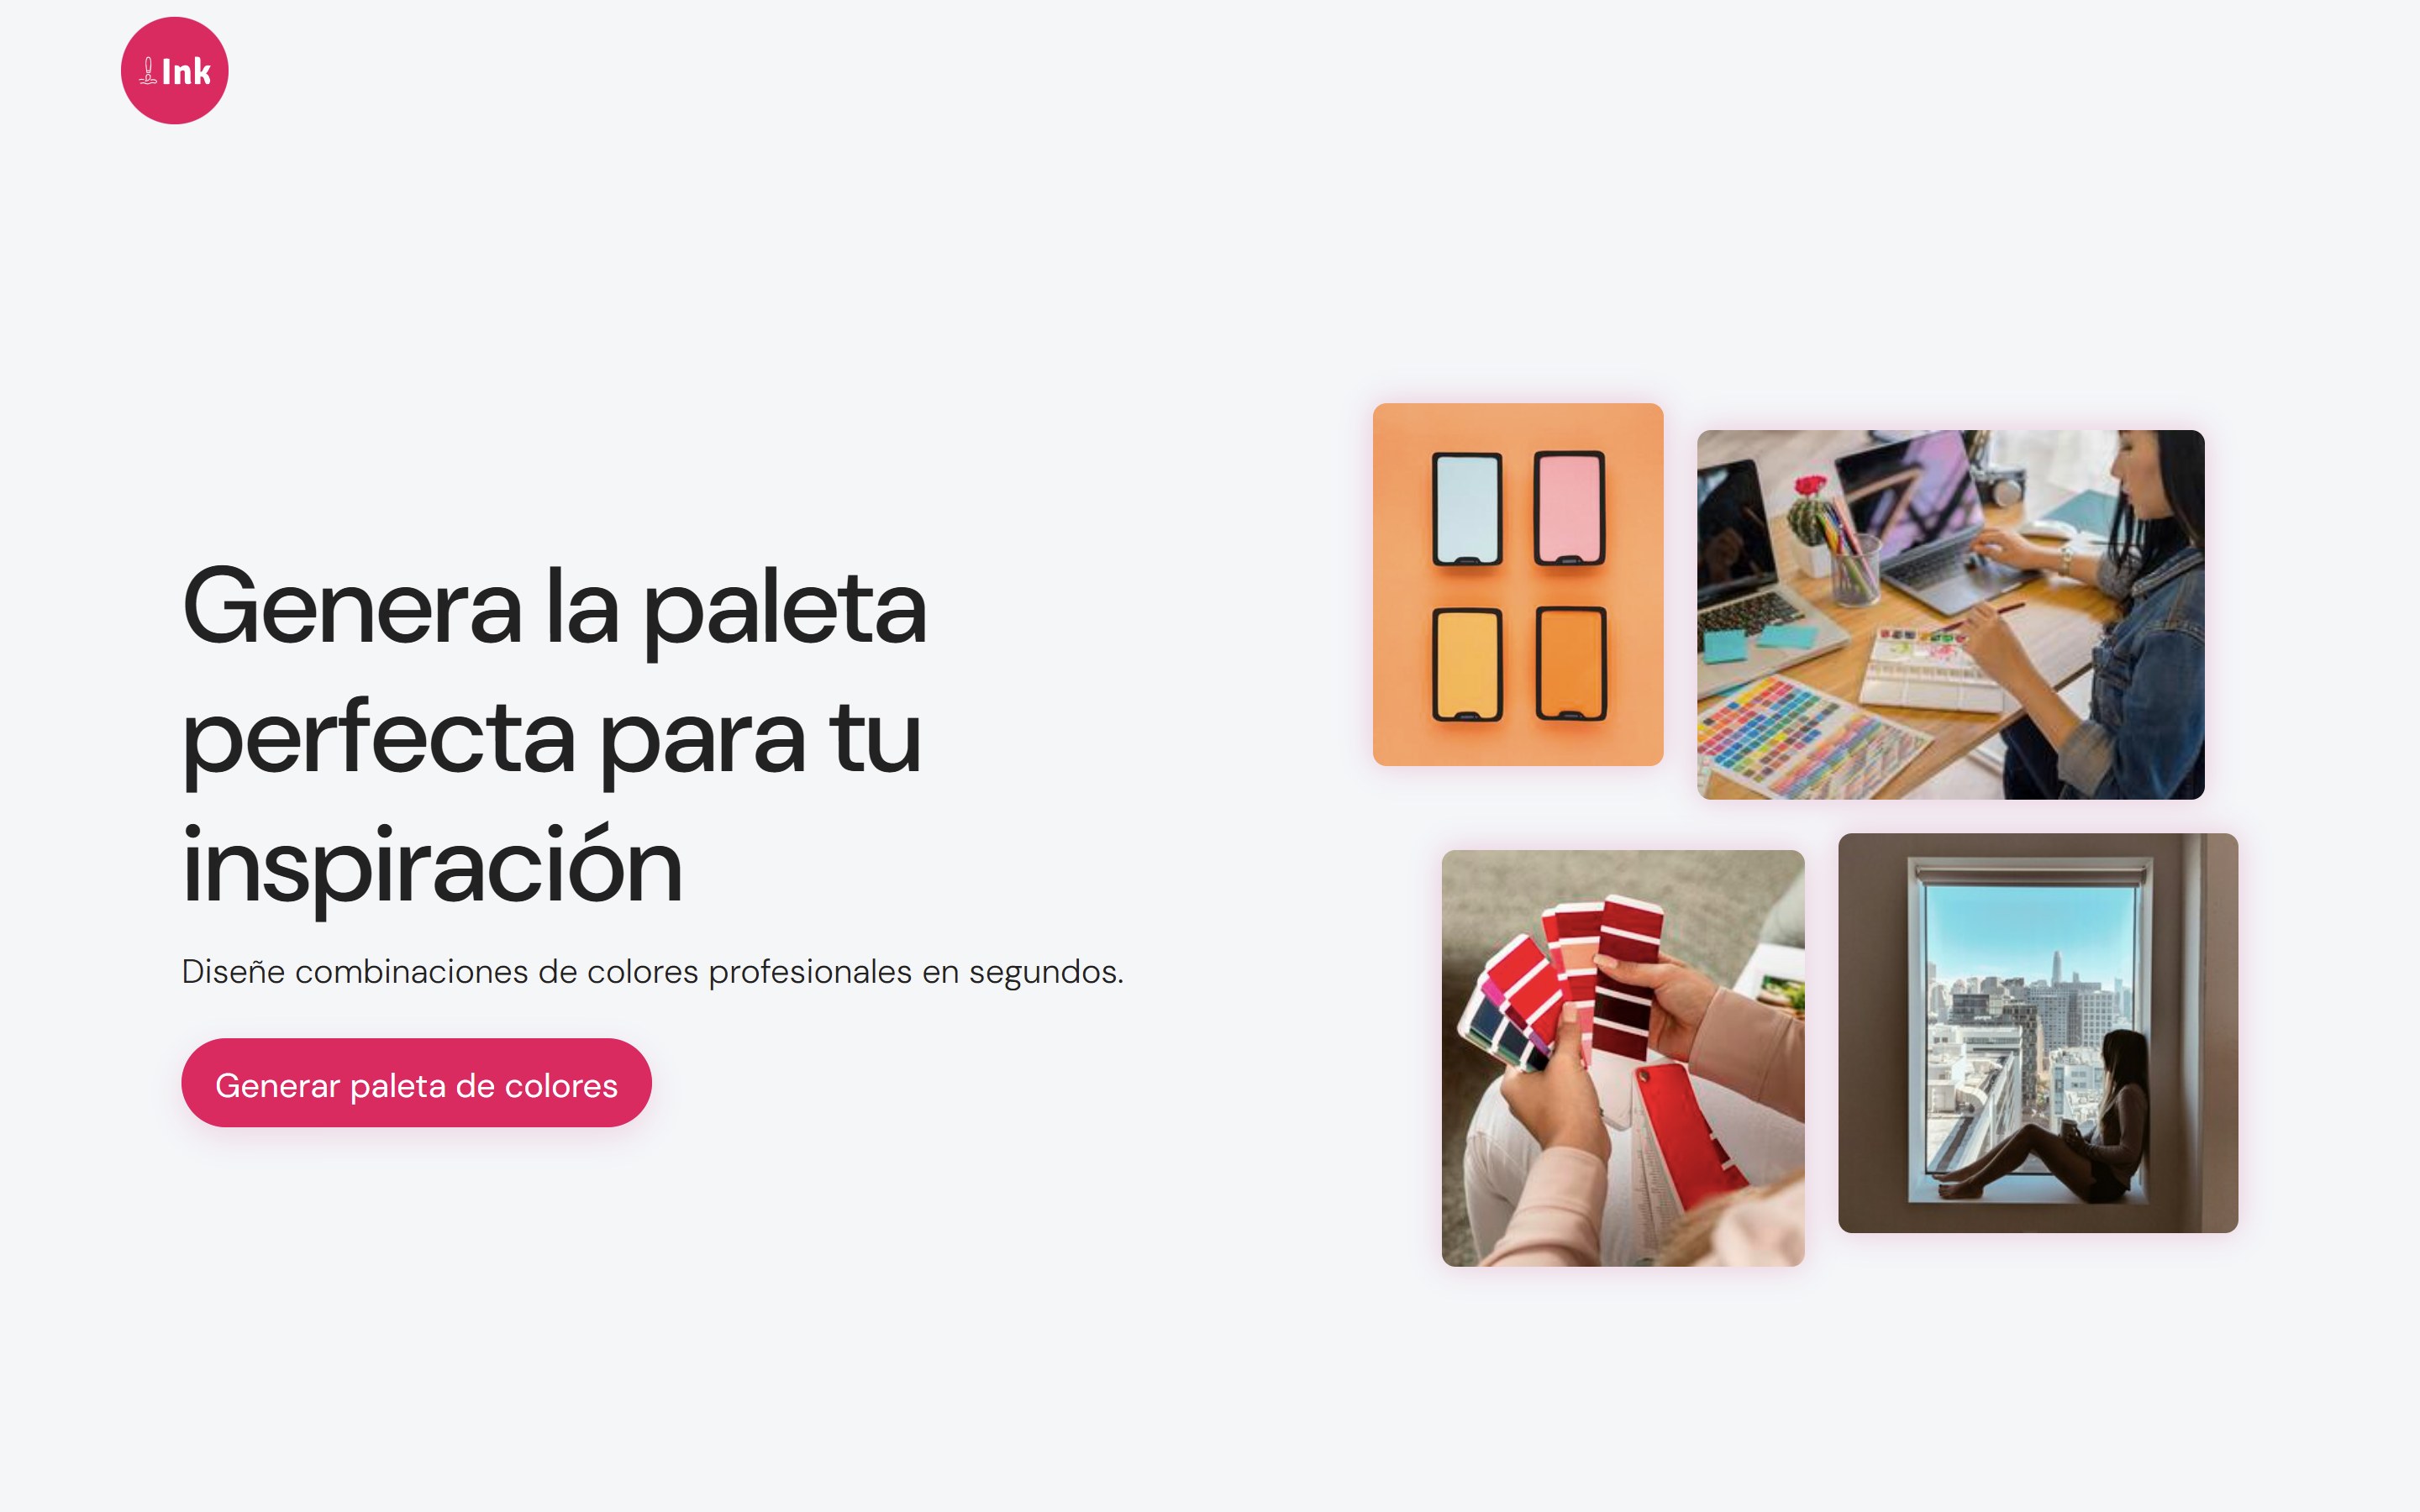 Ink
Genera la paleta
perfecta para tu
inspiración
Diseñe combinaciones de colores profesionales en segundos.
Generar paleta de colores